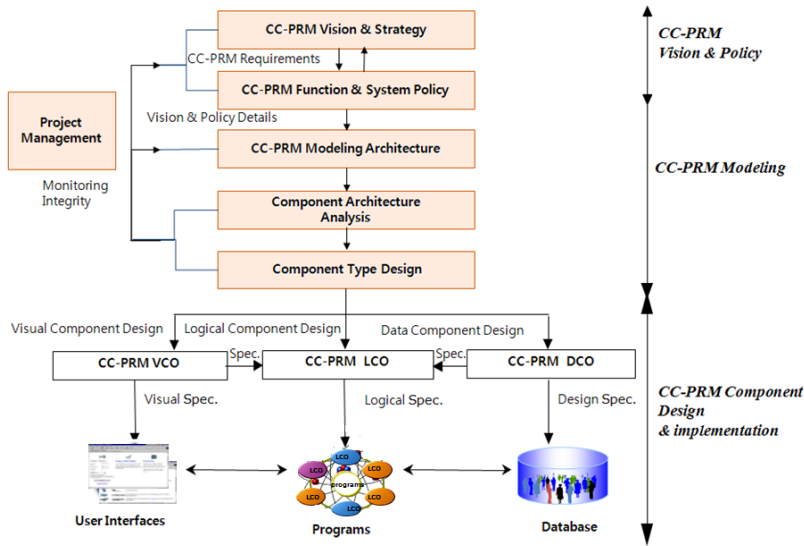 CC-PRM Vision & Strategy
CC-PRM
Vision & Policy
CC-PRM Requirements
CC-PRM Function & System Policy
Project
Management
Vision & Policy Details
CC-PRM Modeling Architecture
CC-PRM Modeling
Monitoring
Integrity
Component Architecture
Analysis
Component Type Design
Visual Component Design
Logical Component Design
Data Component Design
CC-PRM VCO
Spec.
CC-PRM LCO
Spec.
CC-PRM DCO
CC-PRM Component
Design
& implementation
Visual Spec.
Logical Spec.
Design Spec.
LCO
LCO
LCO
programs
LCO
LCO
LCO
User Interfaces
Programs
Database